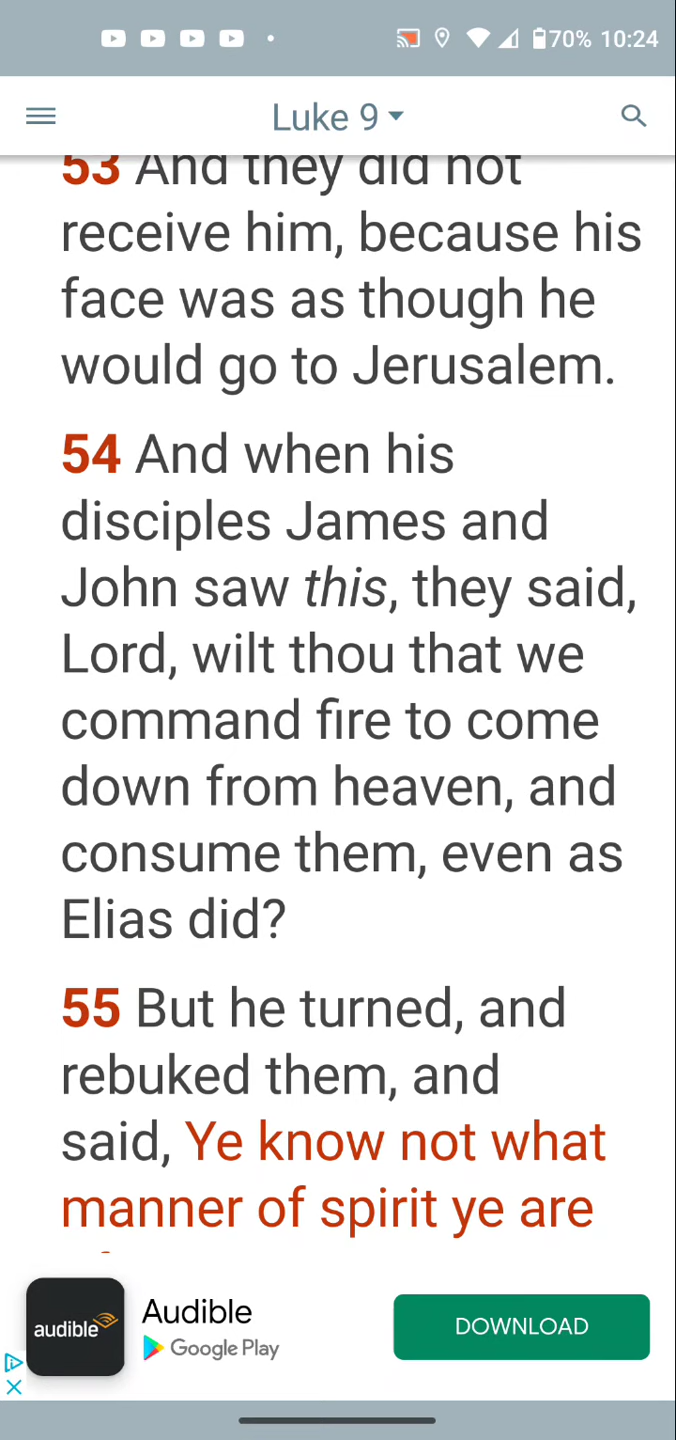 70% 10:24
Luke 9
53 And they did not
receive him, because his
face was as though he
would go to Jerusalem.
54 And when his
disciples James and
John saw this, they said,
Lord, wilt thou that we
command fire to come
down from heaven, and
consume them, even as
Elias did?
55 But he turned, and
rebuked them, and
said, Ye know not what
manner of spirit ye are
audible
Audible
Google Play
DOWNLOAD